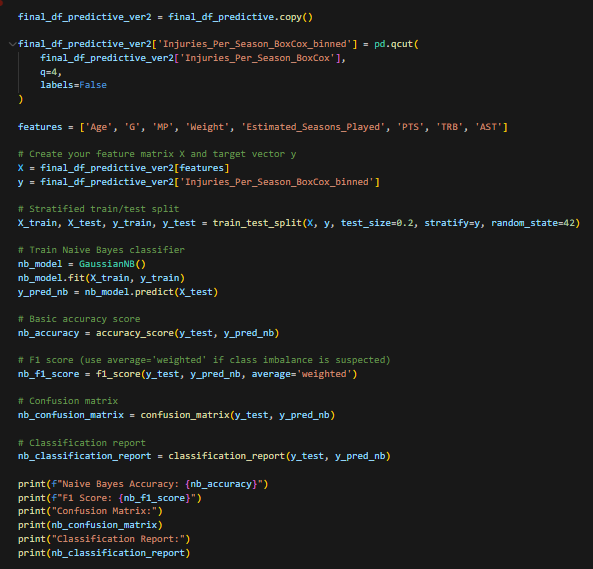 final_df_predictive_ver2 = final_df_predictive.copy()
final_df_predictive_ver2['Injuries_Per_Season_BoxCox_binned'] = pd.qcut(
    final_df_predictive_ver2['Injuries_Per_Season_BoxCox'],
    q=4,
    labels=False
)
features = ['Age', 'G', 'MP', 'Weight', 'Estimated_Seasons_Played', 'PTS', 'TRB', 'AST']
# Create your feature matrix X and target vector y
X = final_df_predictive_ver2[features]
y = final_df_predictive_ver2['Injuries_Per_Season_BoxCox_binned']
# Stratified train/test split
X_train, X_test, y_train, y_test = train_test_split(X, y, test_size=0.2, stratify=y, random_state=42)
# Train Naive Bayes classifier
nb_model = GaussianNB()
nb_model.fit(X_train, y_train)
y_pred_nb = nb_model.predict(X_test)
# Basic accuracy score
nb_accuracy = accuracy_score(y_test, y_pred_nb)
# F1 score (use average='weighted' if class imbalance is suspected)
nb_f1_score = f1_score(y_test, y_pred_nb, average='weighted')
# Confusion matrix
nb_confusion_matrix = confusion_matrix(y_test, y_pred_nb)
# Classification report
nb_classification_report = classification_report(y_test, y_pred_nb)
print(f"Naive Bayes Accuracy: {nb_accuracy}")
print(f"F1 Score: {nb_f1_score}")
print("Confusion Matrix:")
print(nb_confusion_matrix)
print("Classification Report:")
print(nb_classification_report)